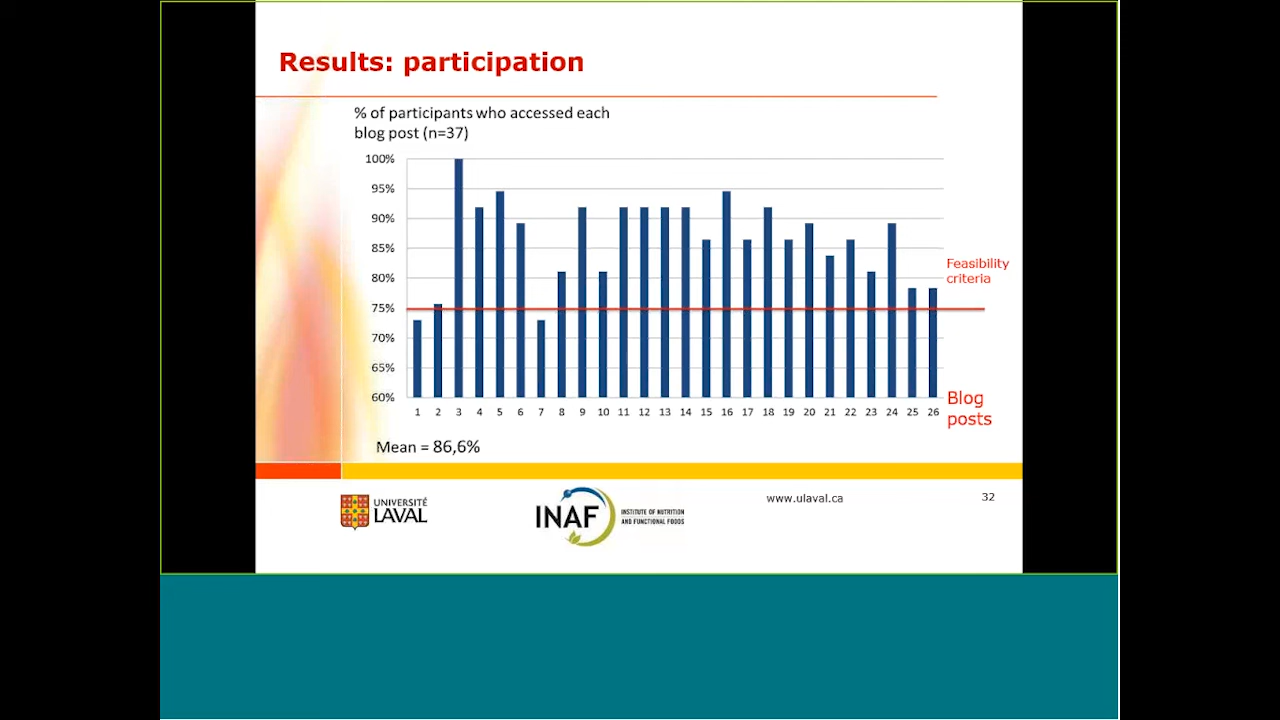 Results: participation
% of participants who accessed each
blog post (n=37)
100%
95%
90%
85%
80%
75%
70%
65%
60%
Feasibility
criteria
1 2 3 4 5 6 7 8 9 10 11 12 13 14 15 16 17 18 19 20 21 22 23 24 25 26
Blog
posts
Mean = 86,6%
UNIVERSITÉ
LAVAL
INAF
INSTITUTE OF NUTRITION
AND FUNCTIONAL FOODS
www.ulaval.ca
32